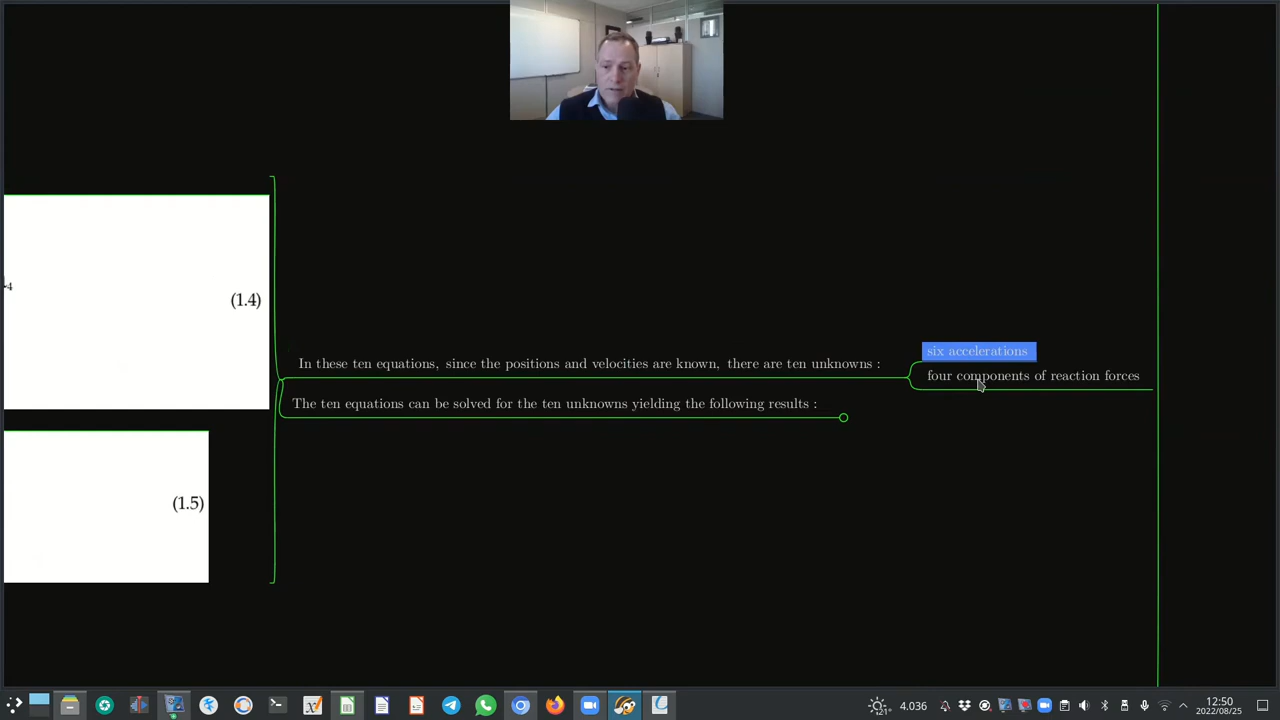 4
(1.4)
six accelerations
In these ten equations, since the positions and velocities are known, there are ten unknowns :
four components of reaction forces
The ten equations can be solved for the ten unknowns yielding the following results :
(1.5)
21°
4.036
12:50
2022/08/25